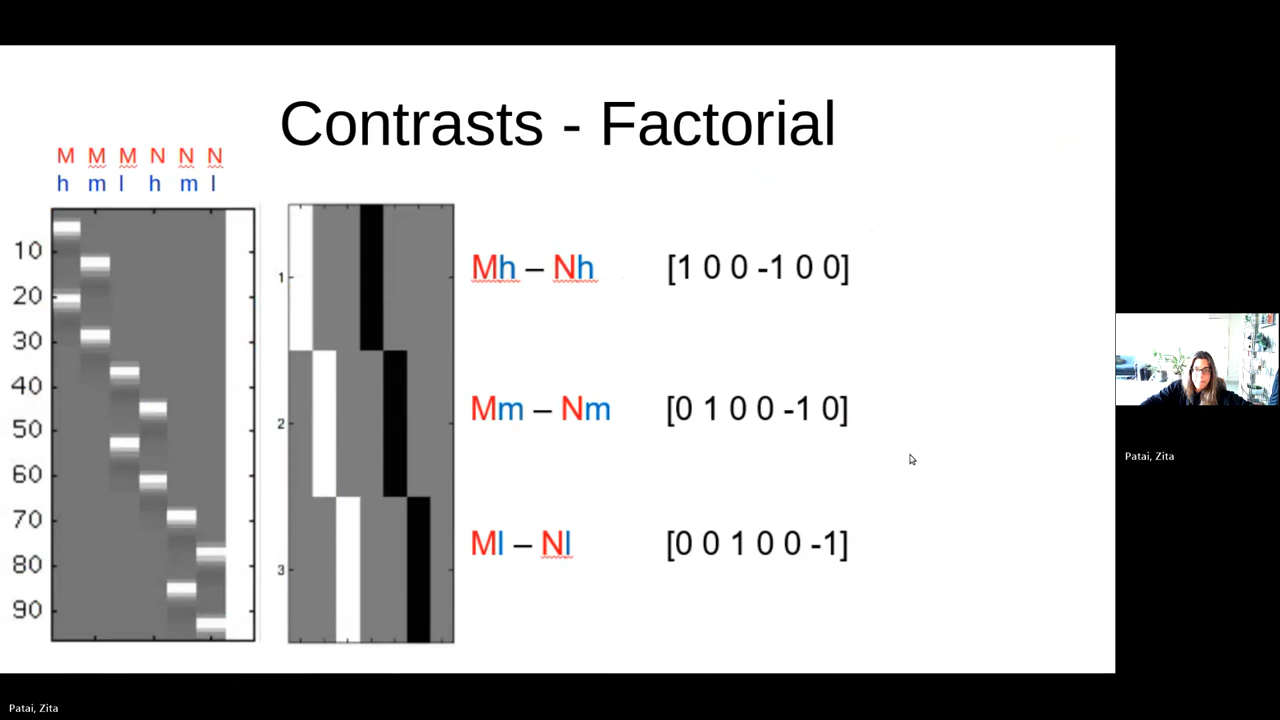 Contrasts - Factorial
M M M N N N
h m l h m l
10
20
30
40
50
60
70
80
90
1
2
3
Mh – Nh [1 0 0 -1 0 0]
Mm – Nm [0 1 0 0 -1 0]
Ml – Nl [0 0 1 0 0 -1]
Patai, Zita
Patai, Zita